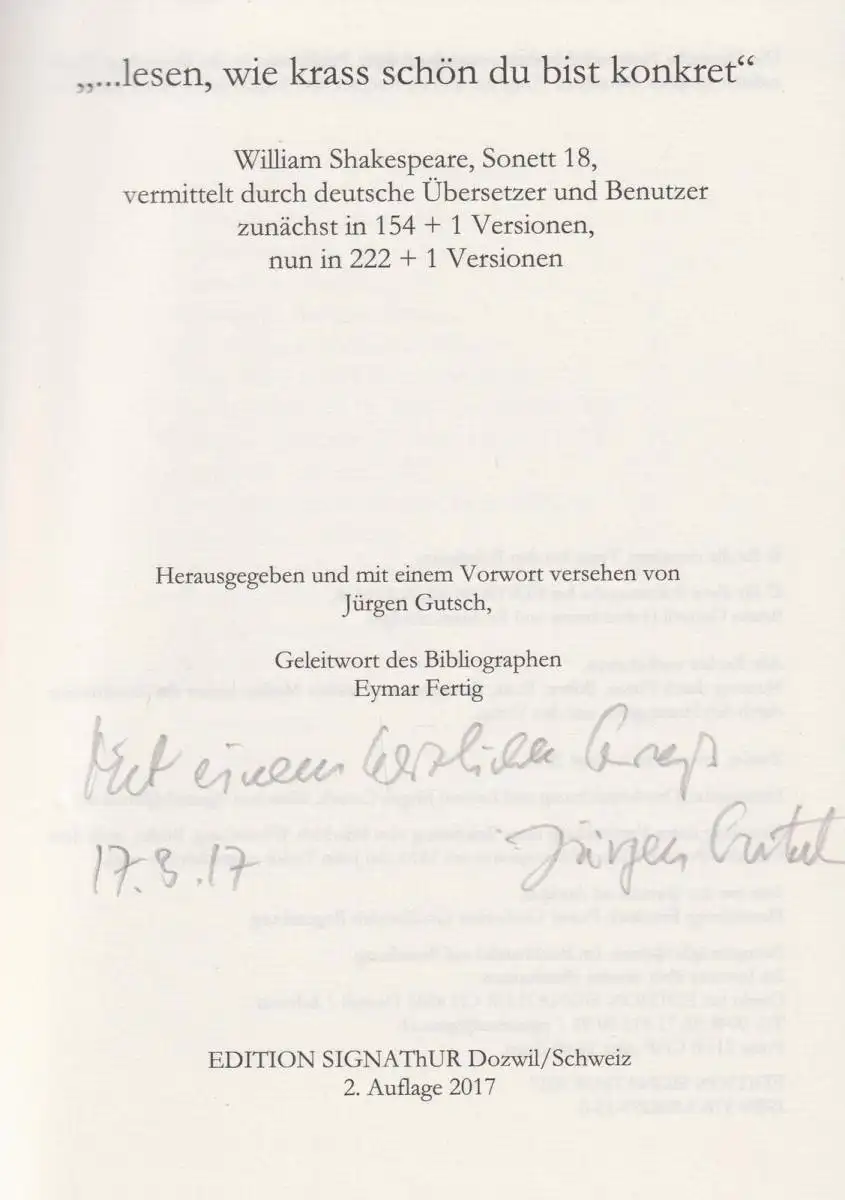 „...lesen, wie krass schön du bist konkret“
William Shakespeare, Sonett 18,
vermittelt durch deutsche Übersetzer und Benutzer
zunächst in 154 + 1 Versionen,
nun in 222 + 1 Versionen
Herausgegeben und mit einem Vorwort versehen von
Jürgen Gutsch,
Geleitwort des Bibliographen
Eymar Fertig
Mit einem herzlichen Gruß
17.3.17 Jürgen Gutsch
EDITION SIGNAThUR Dozwil/Schweiz
2. Auflage 2017